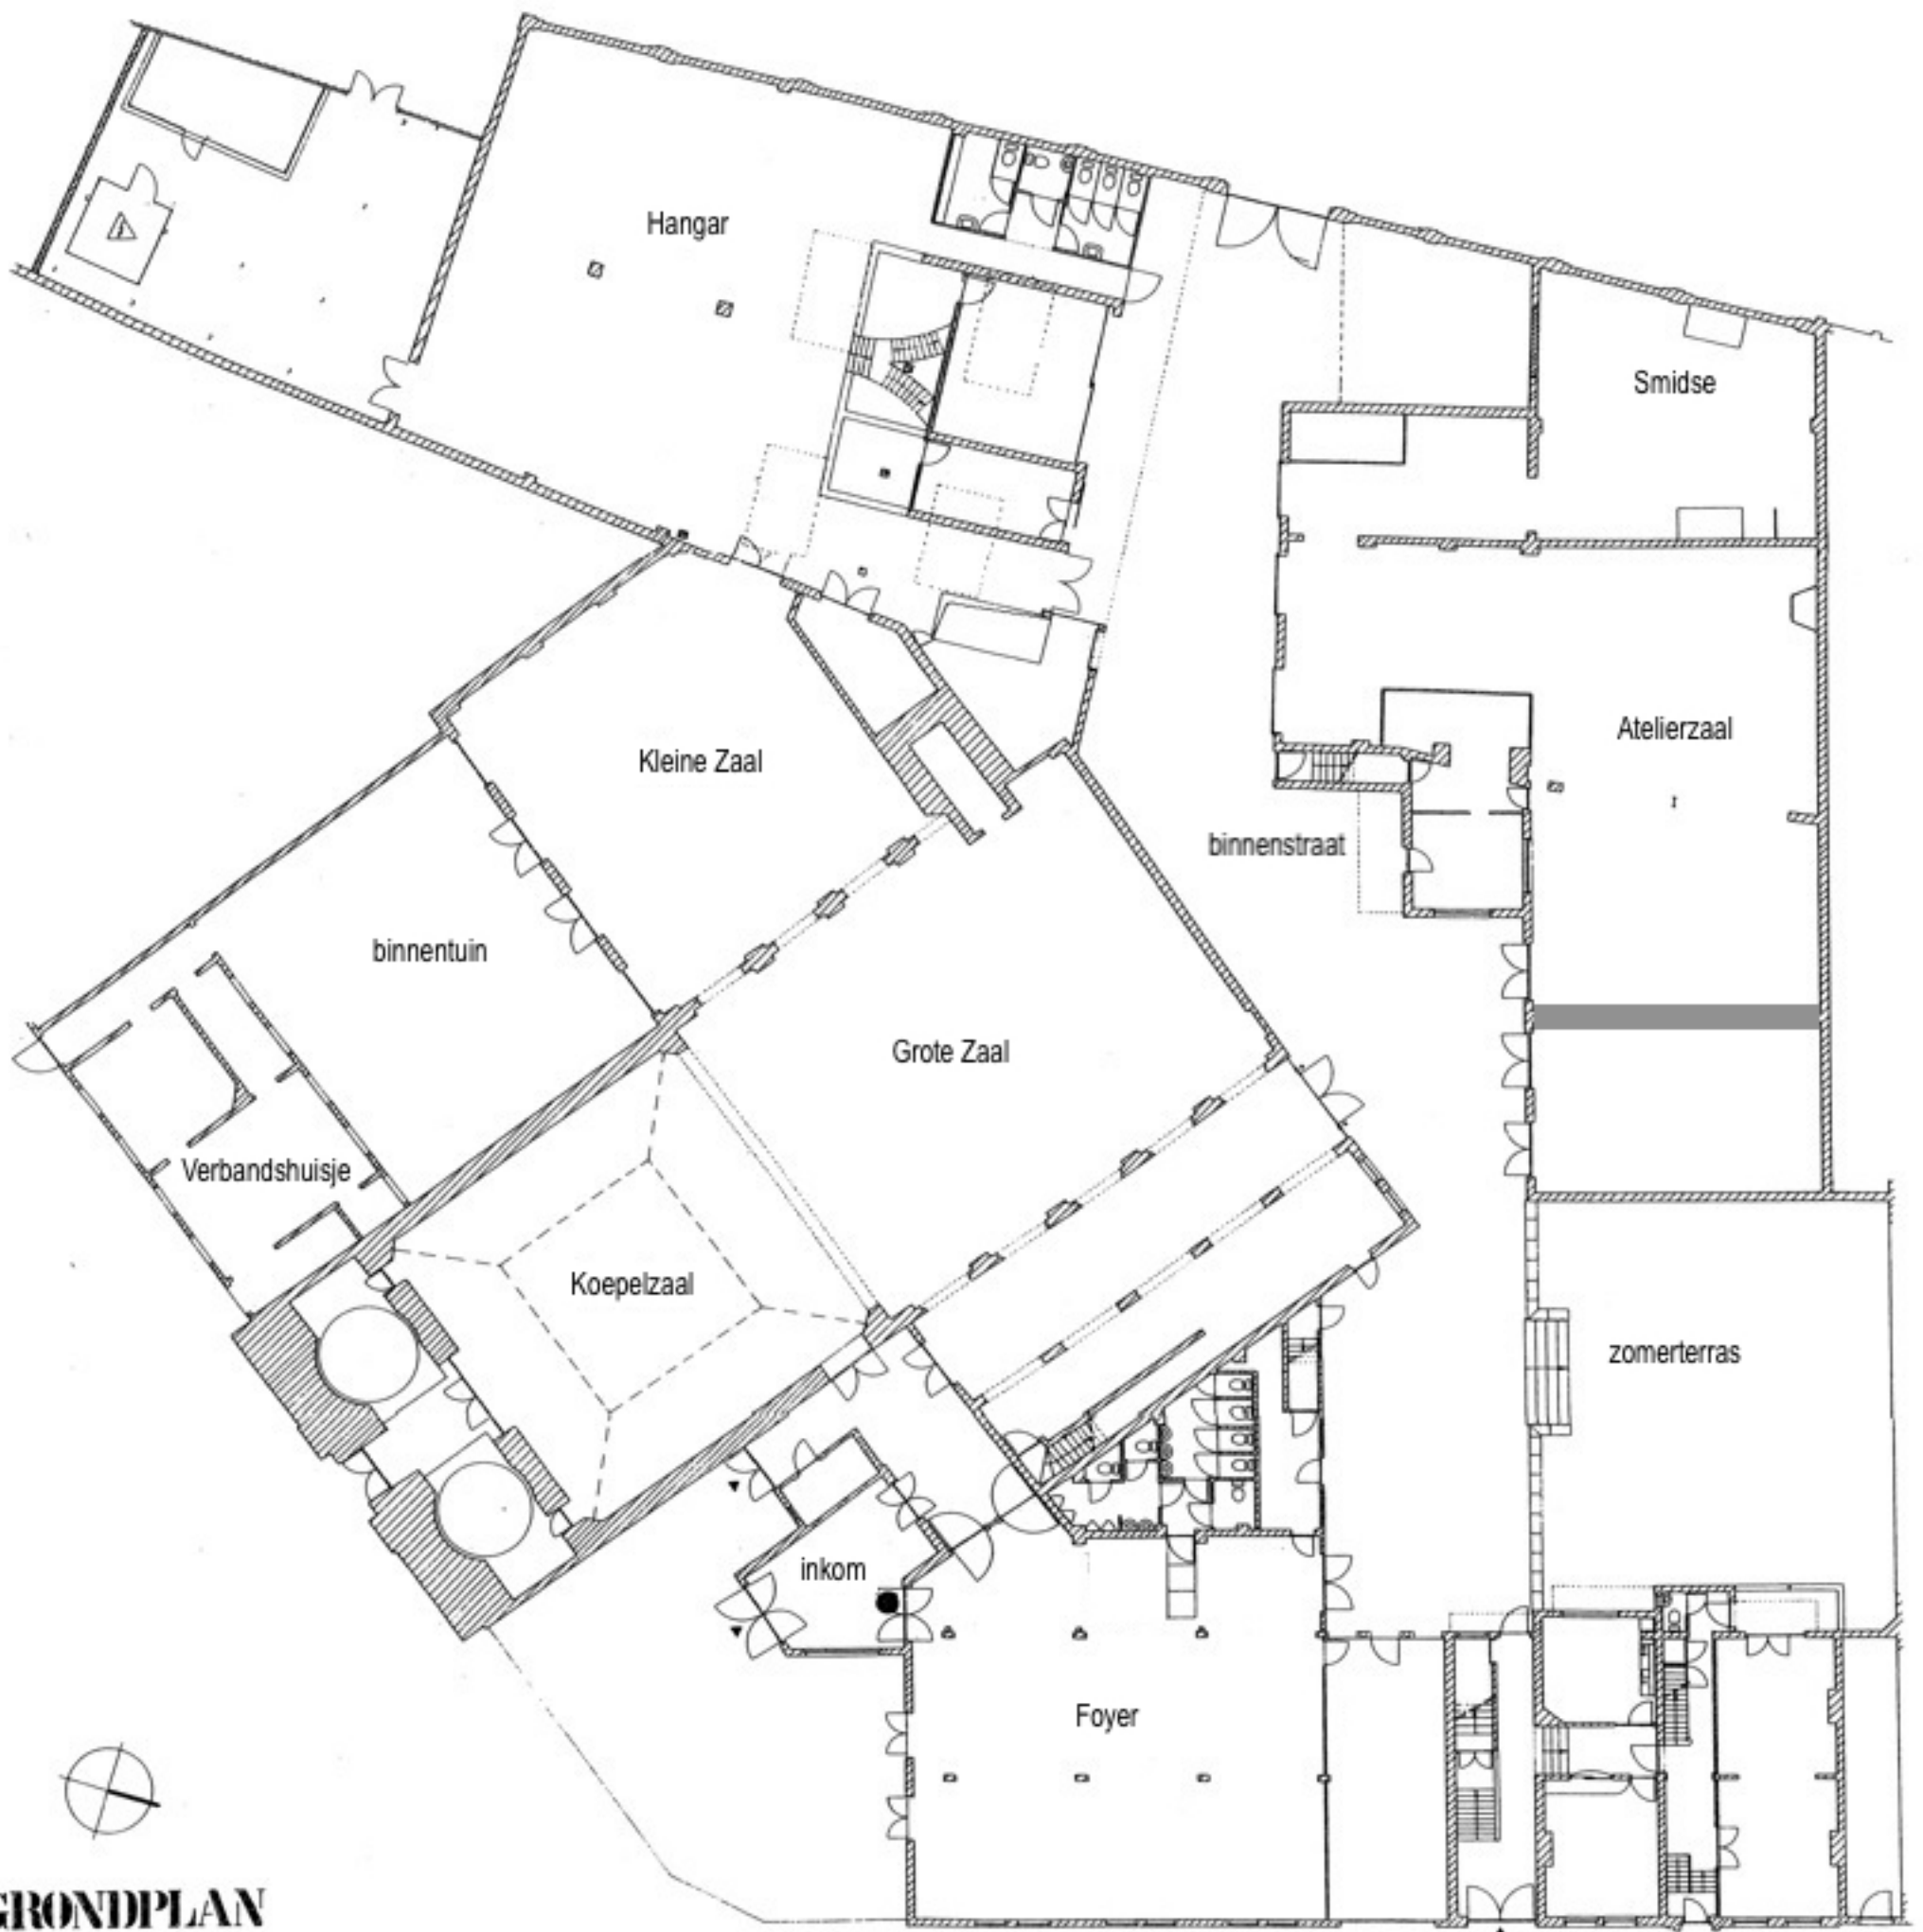 Hangar
Smidse
Atelierzaal
Kleine Zaal
binnenstraat
binnentuin
Grote Zaal
Verbandshuisje
Koepelzaal
zomerterras
inkom
Foyer
GRONDPLAN